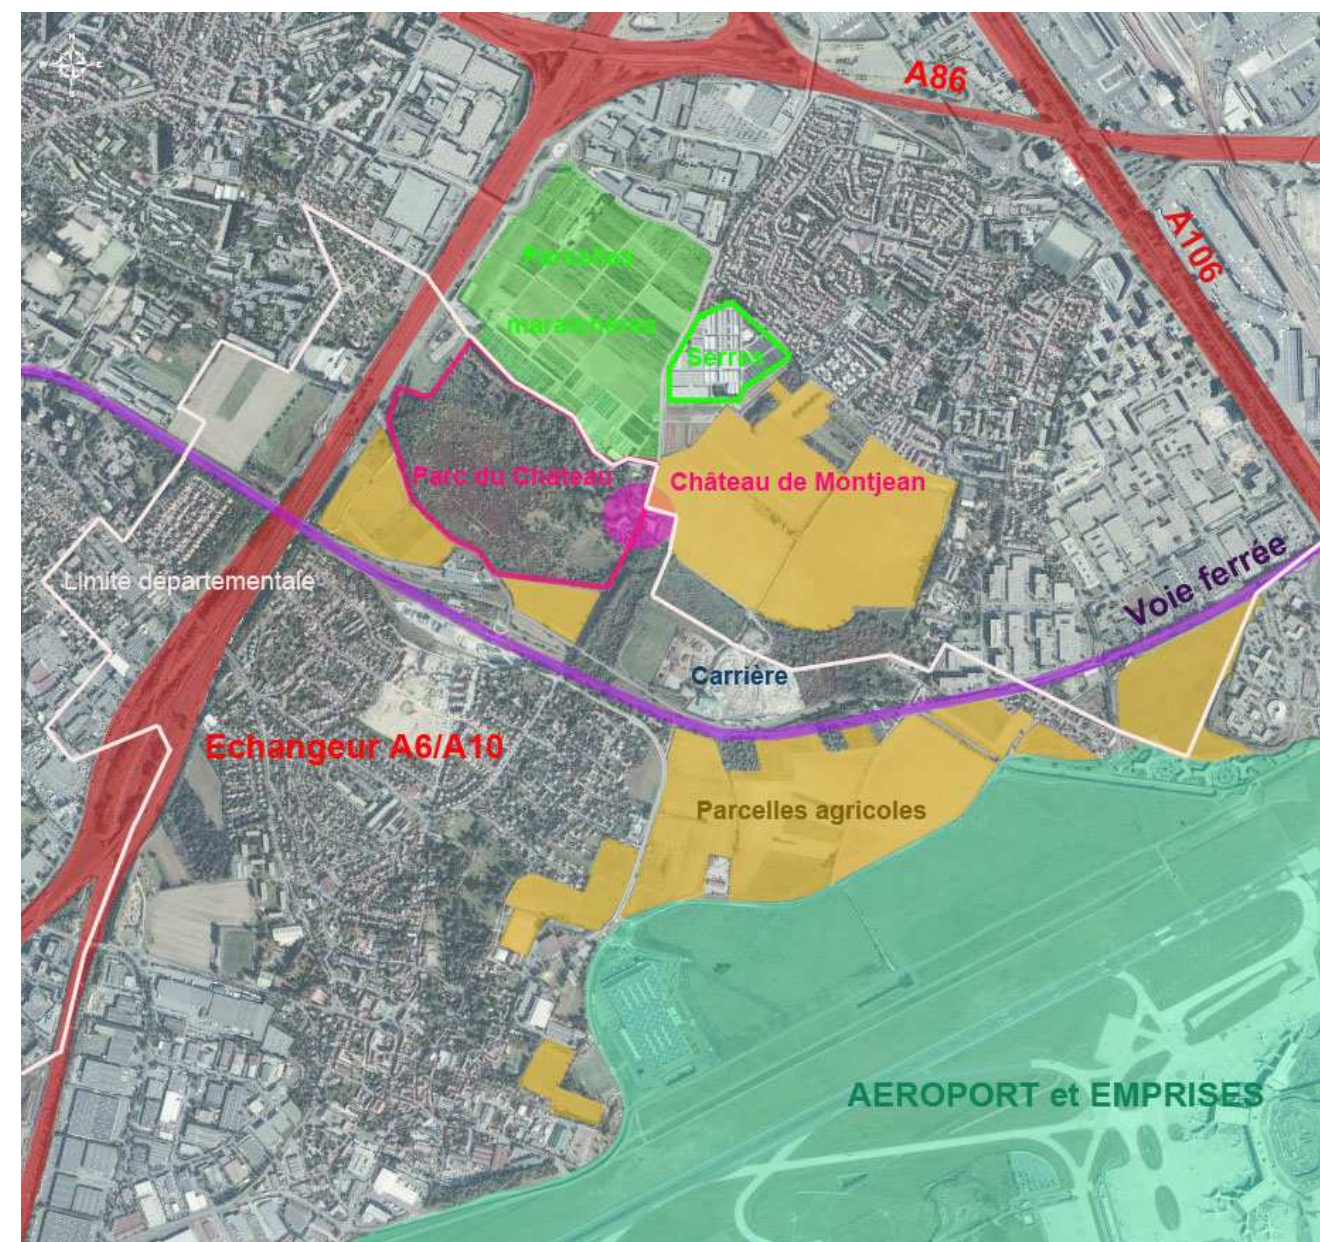 A86
A106
Parcelles
maraîchères
Serres
Parc du Château
Château de Montjean
Voie ferrée
Limite départementale
Carrière
Echangeur A6/A10
Parcelles agricoles
AEROPORT et EMPRISES